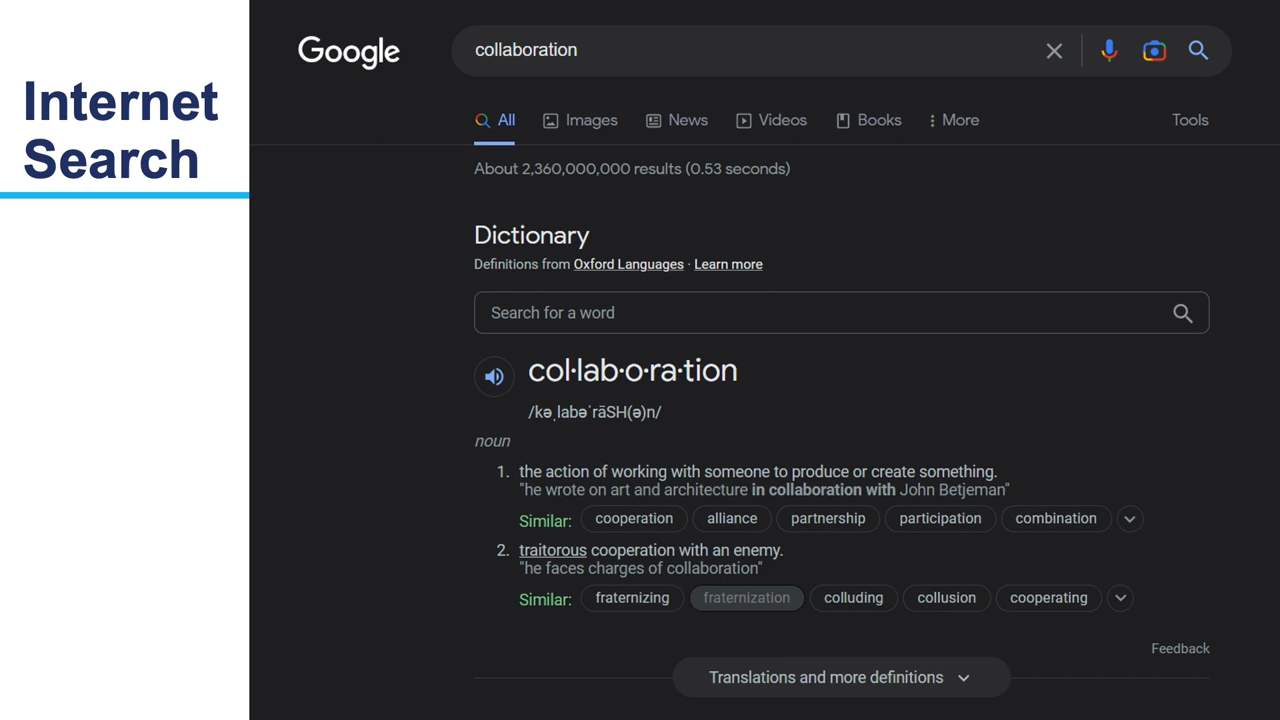 Internet
Search
Google
collaboration
All Images News Videos Books More Tools
About 2,360,000,000 results (0.53 seconds)
Dictionary
Definitions from Oxford Languages · Learn more
Search for a word
col·lab·o·ra·tion
/kəˌlabəˈrāSH(ə)n/
noun
1. the action of working with someone to produce or create something.
"he wrote on art and architecture in collaboration with John Betjeman"
Similar: cooperation alliance partnership participation combination
2. traitorous cooperation with an enemy.
"he faces charges of collaboration"
Similar: fraternizing fraternization colluding collusion cooperating
Feedback
Translations and more definitions